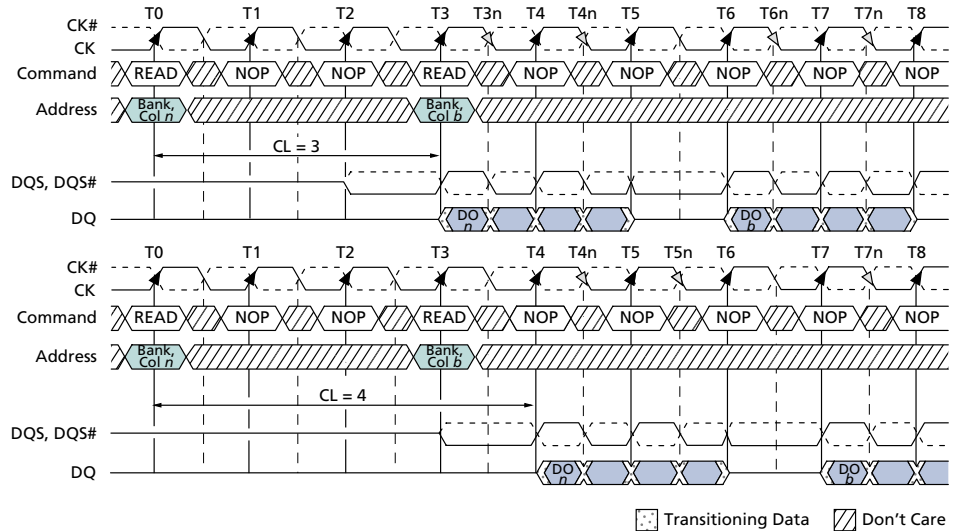 T0 T1 T2 T3 T3n T4 T4n T5 T6 T6n T7 T7n T8
CK#
CK
Command READ NOP NOP READ NOP NOP NOP NOP NOP
Address Bank, Col n Bank, Col b
CL = 3
DQS, DQS#
DQ DO n DO b
T0 T1 T2 T3 T4 T4n T5 T5n T6 T7 T7n T8
CK#
CK
Command READ NOP NOP READ NOP NOP NOP NOP NOP
Address Bank, Col n Bank, Col b
CL = 4
DQS, DQS#
DQ DO n DO b
Transitioning Data Don't Care